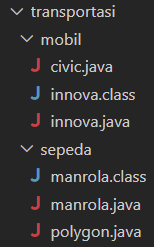 transportasi
mobil
civic.java
innova.class
innova.java
sepeda
manrola.class
manrola.java
polygon.java